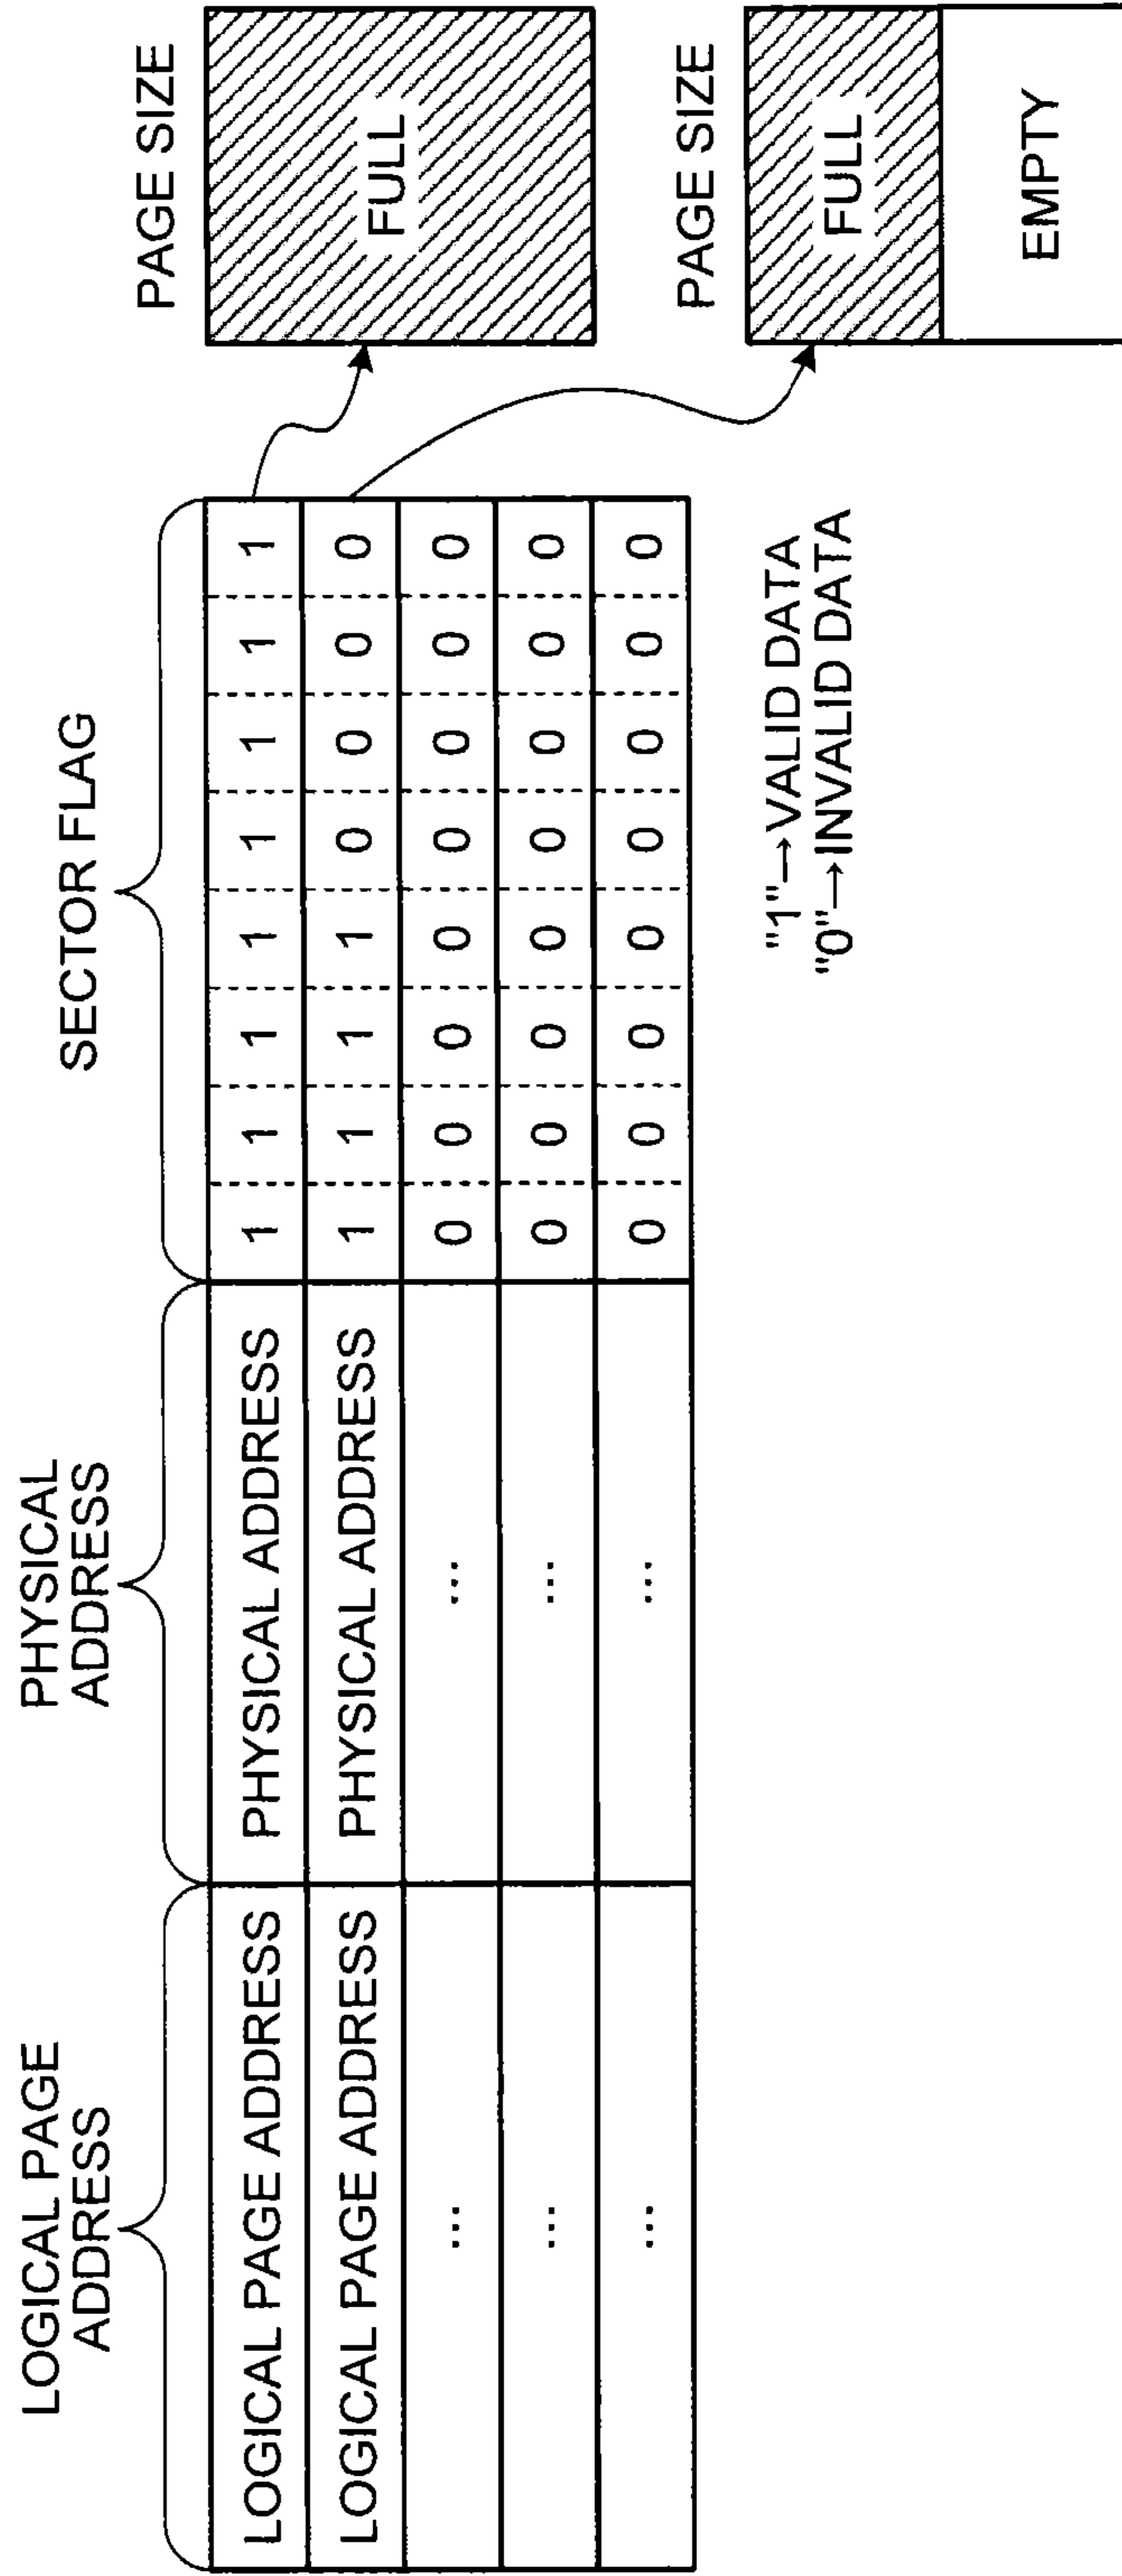 LOGICAL PAGE
ADDRESS
PHYSICAL
ADDRESS
SECTOR FLAG
LOGICAL PAGE ADDRESS PHYSICAL ADDRESS 1 1 1 1 1 1 1 1
LOGICAL PAGE ADDRESS PHYSICAL ADDRESS 1 1 1 1 0 0 0 0
... ... 0 0 0 0 0 0 0 0
... ... 0 0 0 0 0 0 0 0
... ... 0 0 0 0 0 0 0 0
"1"→VALID DATA
"0"→INVALID DATA
PAGE SIZE
FULL
PAGE SIZE
FULL
EMPTY